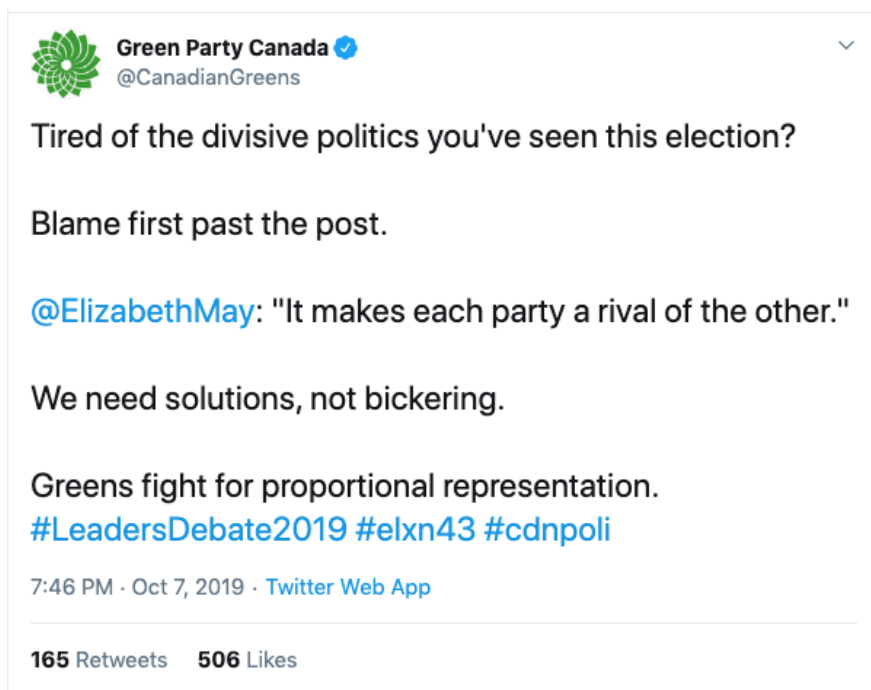 Green Party Canada
@CanadianGreens
Tired of the divisive politics you've seen this election?
Blame first past the post.
@ElizabethMay: "It makes each party a rival of the other."
We need solutions, not bickering.
Greens fight for proportional representation.
#LeadersDebate2019 #elxn43 #cdnpoli
7:46 PM · Oct 7, 2019 · Twitter Web App
165 Retweets 506 Likes